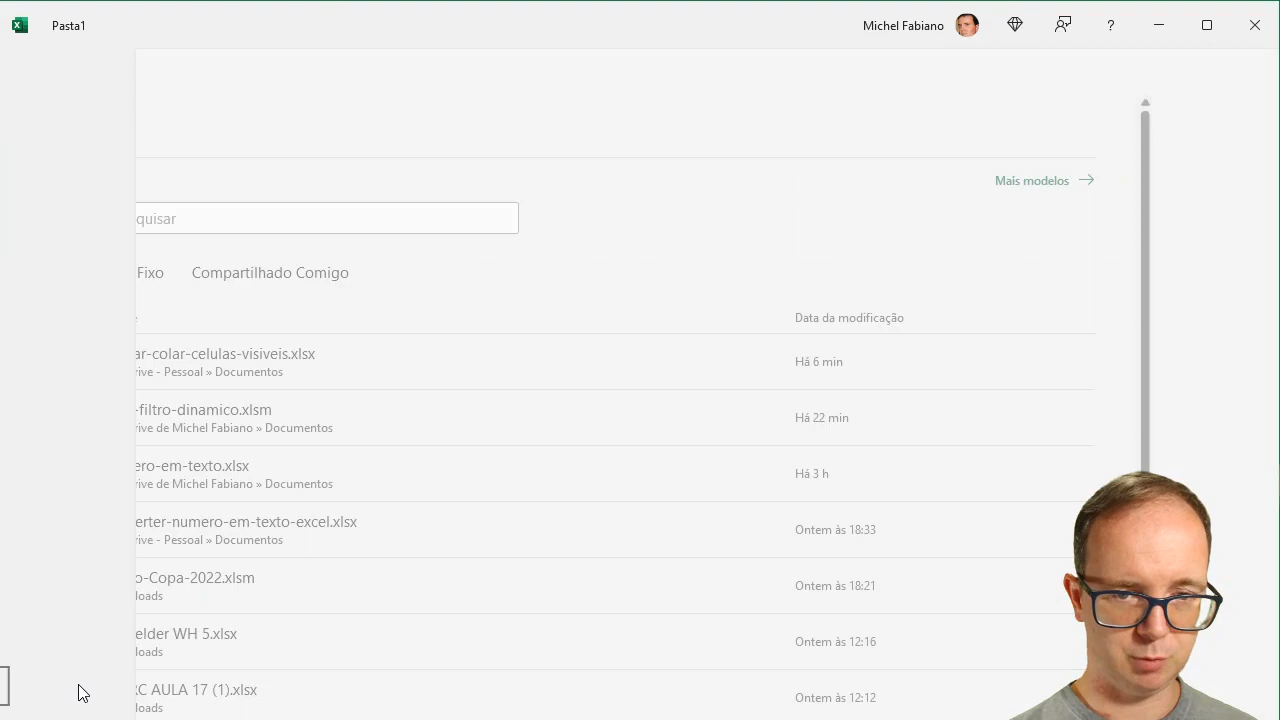 Pasta1
Michel Fabiano
?
Mais modelos
quisar
Fixo Compartilhado Comigo
Data da modificação
ar-colar-celulas-visiveis.xlsx
rive - Pessoal » Documentos
Há 6 min
-filtro-dinamico.xlsm
rive de Michel Fabiano » Documentos
Há 22 min
ero-em-texto.xlsx
rive de Michel Fabiano » Documentos
Há 3 h
erter-numero-em-texto-excel.xlsx
rive - Pessoal » Documentos
Ontem às 18:33
o-Copa-2022.xlsm
loads
Ontem às 18:21
elder WH 5.xlsx
loads
Ontem às 12:16
RC AULA 17 (1).xlsx
loads
Ontem às 12:12